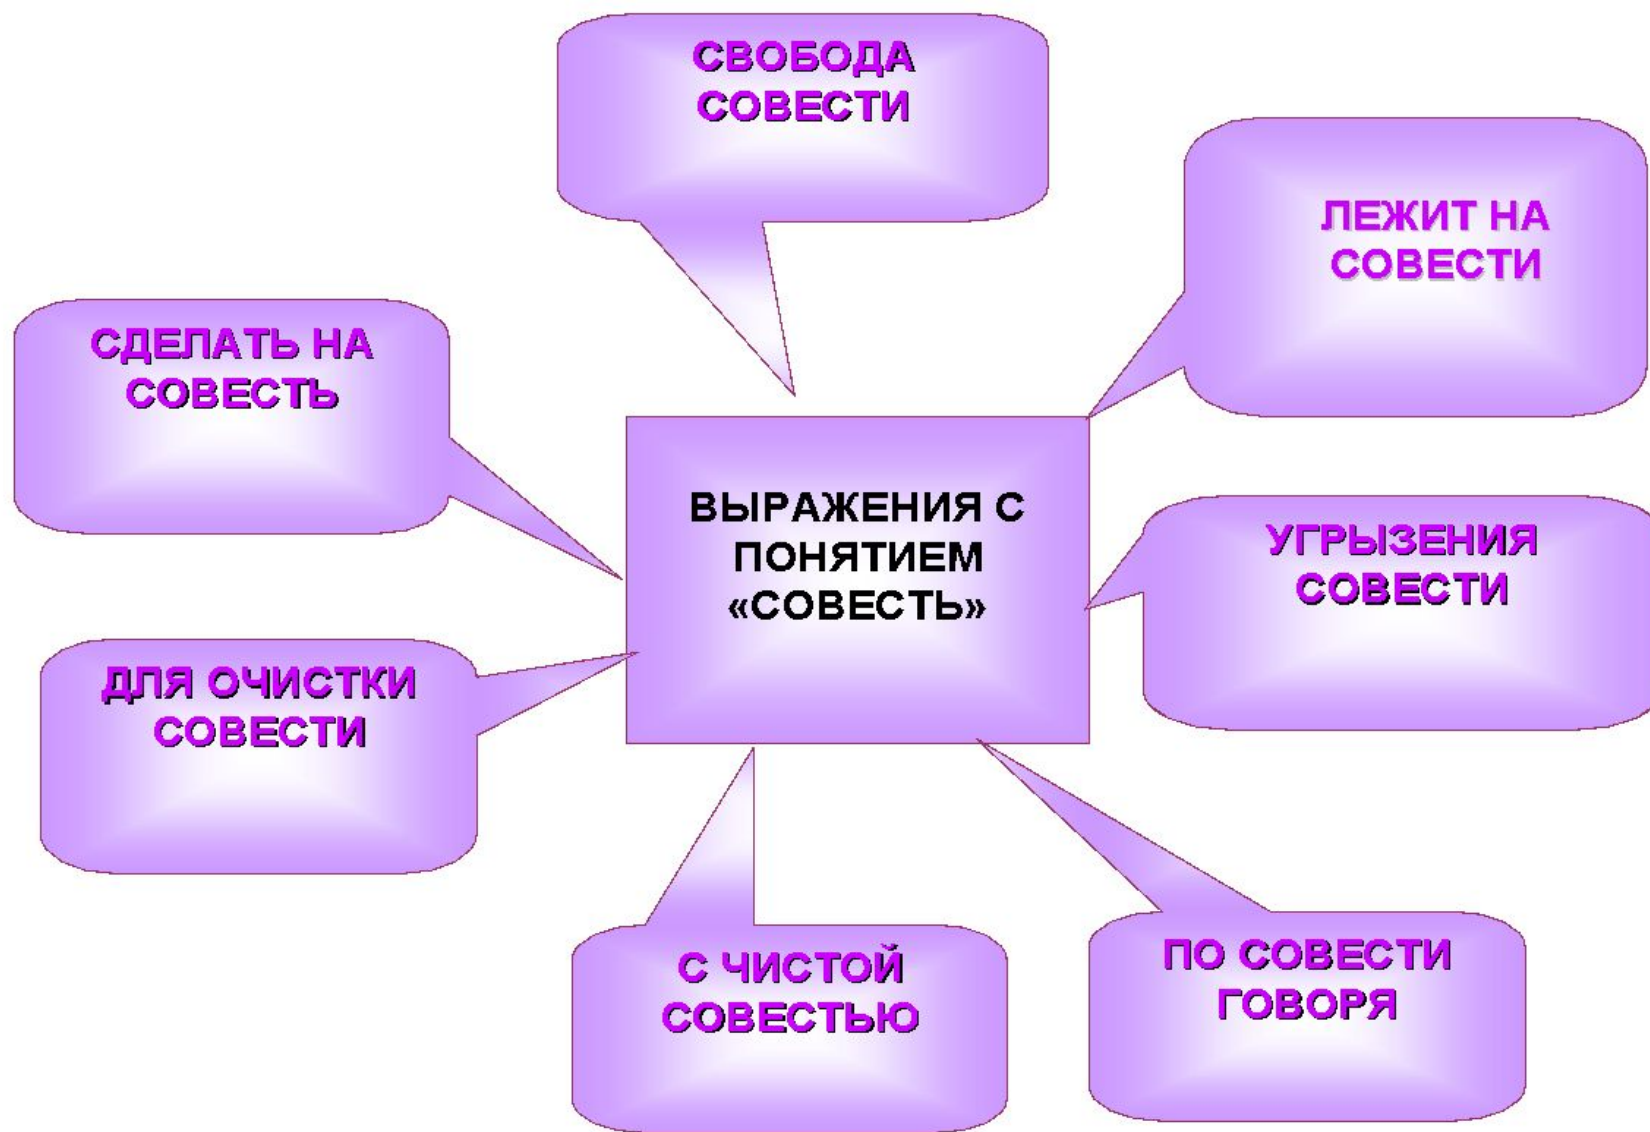 СВОБОДА
СОВЕСТИ
ЛЕЖИТ НА
СОВЕСТИ
СДЕЛАТЬ НА
СОВЕСТЬ
ВЫРАЖЕНИЯ С
ПОНЯТИЕМ
«СОВЕСТЬ»
УГРЫЗЕНИЯ
СОВЕСТИ
ДЛЯ ОЧИСТКИ
СОВЕСТИ
С ЧИСТОЙ
СОВЕСТЬЮ
ПО СОВЕСТИ
ГОВОРЯ